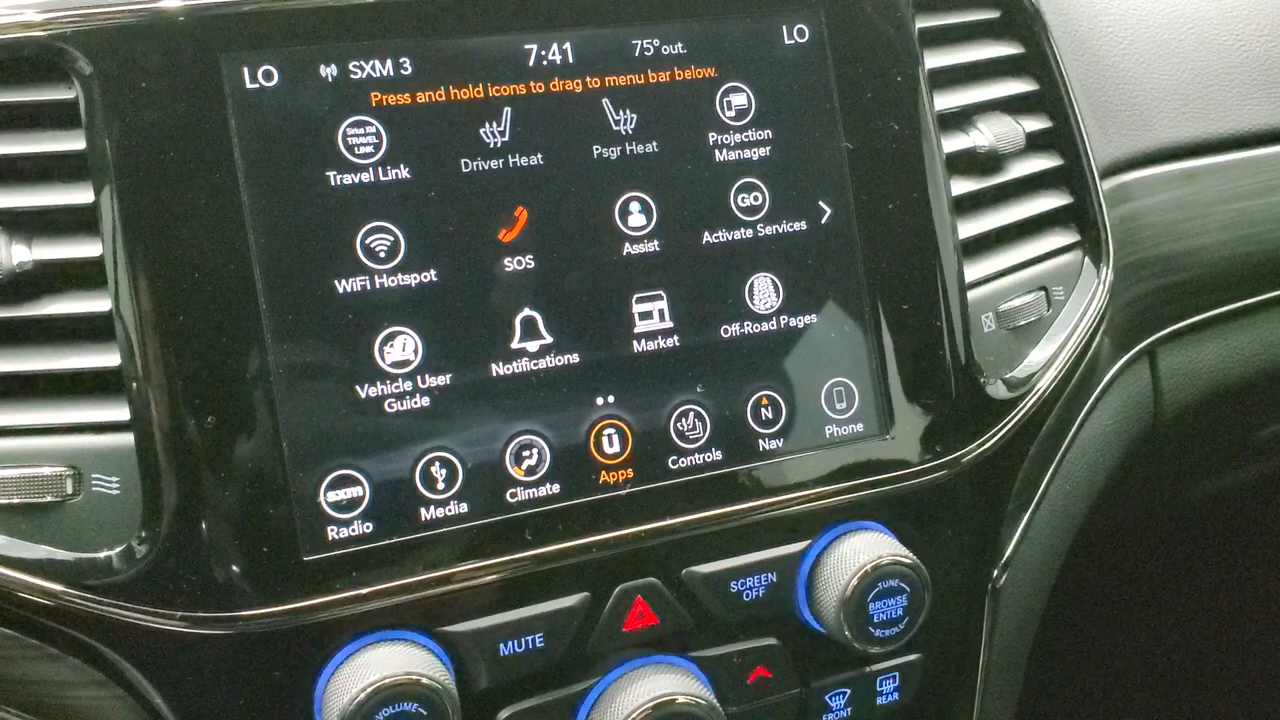 LO SXM 3 7:41 75° out. LO
Press and hold icons to drag to menu bar below.
Sirius XM
TRAVEL
LINK
Travel Link
Driver Heat
Psgr Heat
Projection
Manager
WiFi Hotspot
SOS
Assist
GO
Activate Services
Vehicle User
Guide
Notifications
Market
Off-Road Pages
sxm
Radio
Media
Climate
u
Apps
Controls
N
Nav
Phone
MUTE
SCREEN
OFF
TUNE
BROWSE
ENTER
SCROLL
VOLUME
FRONT
REAR